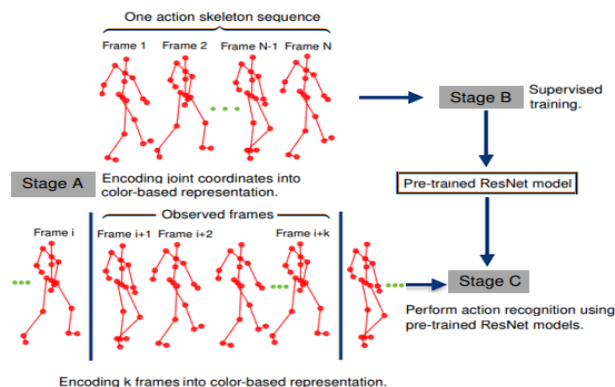 One action skeleton sequence
Frame 1 Frame 2 Frame N-1 Frame N
Stage B
Supervised
training.
Stage A
Encoding joint coordinates into
color-based representation.
Pre-trained ResNet model
Observed frames
Frame i Frame i+1 Frame i+2 Frame i+k
Stage C
Perform action recognition using
pre-trained ResNet models.
Encoding k frames into color-based representation.